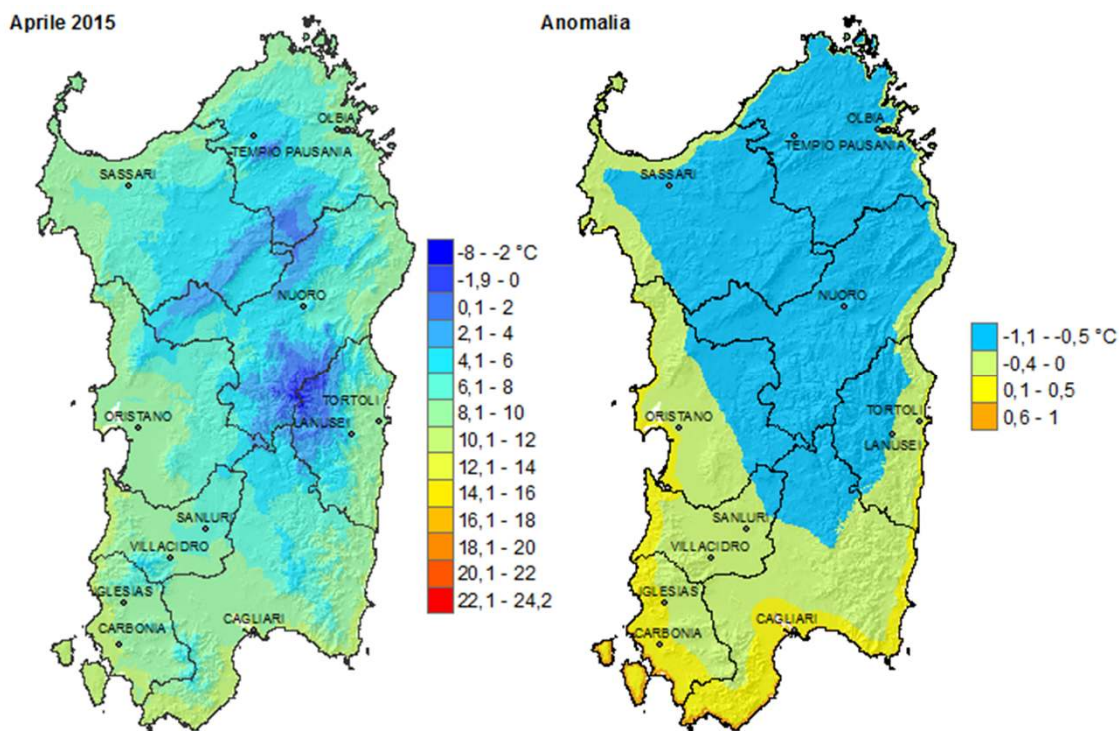 Aprile 2015
OLBIA
TEMPIO PAUSANIA
SASSARI
NUORO
TORTOLI
ORISTANO
LANUSEI
SANLURI
VILLACIDRO
IGLESIAS
CAGLIARI
CARBONIA
-8 - -2 °C
-1,9 - 0
0,1 - 2
2,1 - 4
4,1 - 6
6,1 - 8
8,1 - 10
10,1 - 12
12,1 - 14
14,1 - 16
16,1 - 18
18,1 - 20
20,1 - 22
22,1 - 24,2
Anomalia
OLBIA
TEMPIO PAUSANIA
SASSARI
NUORO
TORTOLI
ORISTANO
LANUSEI
SANLURI
VILLACIDRO
IGLESIAS
CAGLIARI
CARBONIA
-1,1 - -0,5 °C
-0,4 - 0
0,1 - 0,5
0,6 - 1